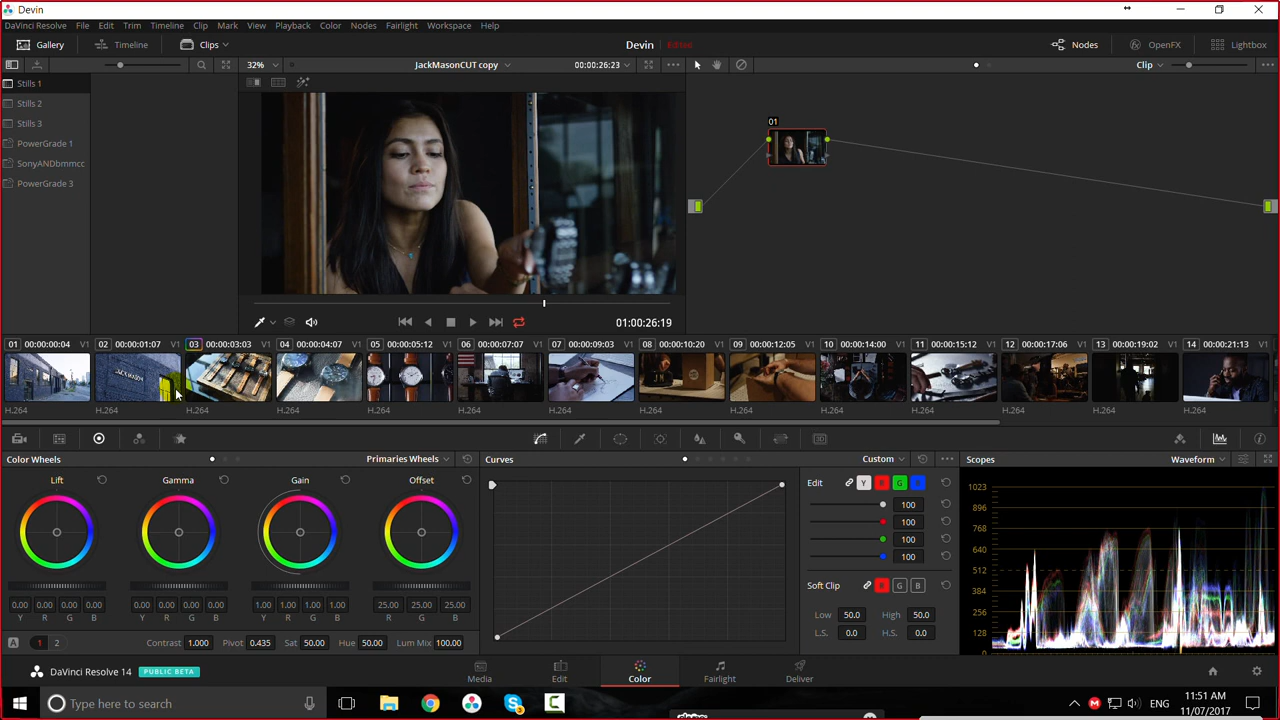 Devin
DaVinci Resolve File Edit Trim Timeline Clip Mark View Playback Color Nodes Fairlight Workspace Help
Gallery Timeline Clips Devin Edited Nodes OpenFX Lightbox
32% JackMasonCUT copy 00:00:26:23 Clip
Stills 1
Stills 2
Stills 3
PowerGrade 1
SonyANDbmmcc
PowerGrade 3
01
01:00:26:19
01 00:00:00:04 V1 02 00:00:01:07 V1 03 00:00:03:03 V1 04 00:00:04:07 V1 05 00:00:05:12 V1 06 00:00:07:07 V1 07 00:00:09:03 V1 08 00:00:10:20 V1 09 00:00:12:05 V1 10 00:00:14:00 V1 11 00:00:15:12 V1 12 00:00:17:06 V1 13 00:00:19:02 V1 14 00:00:21:13 V1
JACK MASON
H.264 H.264 H.264 H.264 H.264 H.264 H.264 H.264 H.264 H.264 H.264 H.264 H.264 H.264
3D
Color Wheels Primaries Wheels Curves Custom Scopes Waveform
Lift Gamma Gain Offset
Edit Y R G B
100
100
100
100
Soft Clip R G B
Low 50.0 High 50.0
L.S. 0.0 H.S. 0.0
0.00 0.00 0.00 0.00 0.00 0.00 0.00 0.00 1.00 1.00 1.00 1.00 25.00 25.00 25.00
Y R G B Y R G B Y R G B R G B
A 1 2 Contrast 1.000 Pivot 0.435 Sat 50.00 Hue 50.00 Lum Mix 100.00
1023
896
768
640
512
384
256
128
0
DaVinci Resolve 14 PUBLIC BETA
Media Edit Color Fairlight Deliver
Type here to search
ENG
11:51 AM
11/07/2017